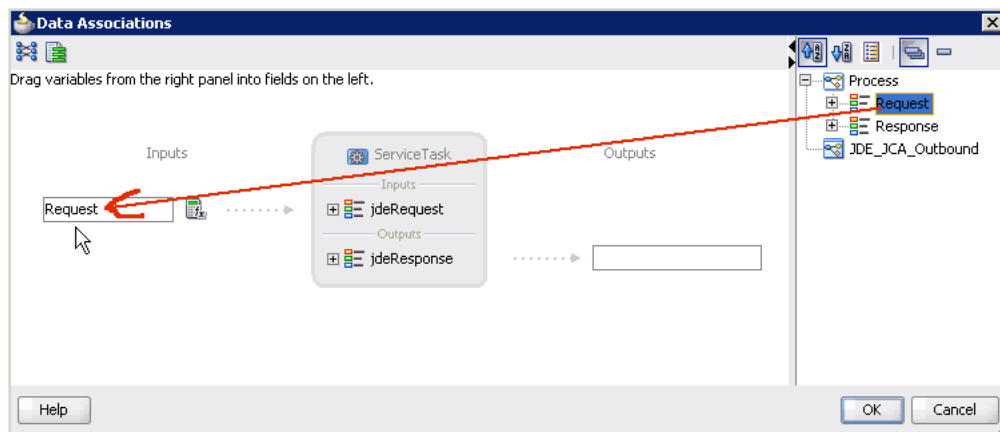 Data Associations
Drag variables from the right panel into fields on the left.
Inputs
ServiceTask
Outputs
Inputs
Request
jdeRequest
Outputs
jdeResponse
Process
Request
Response
JDE_JCA_Outbound
Help
OK
Cancel